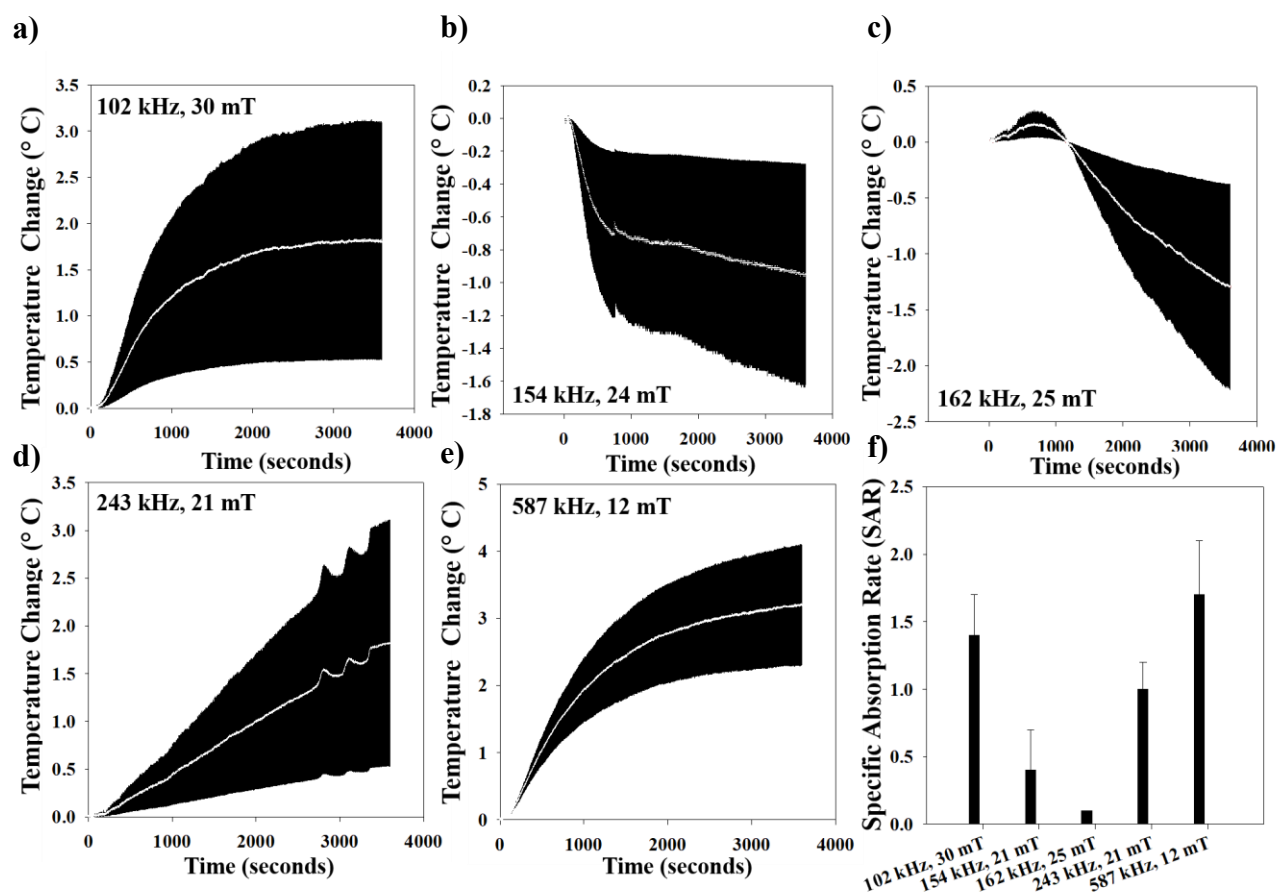 a)
Temperature Change (° C)
3.5
3.0
2.5
2.0
1.5
1.0
0.5
0.0
102 kHz, 30 mT
0 1000 2000 3000 4000
Time (seconds)
b)
Temperature Change (° C)
0.2
0.0
-0.2
-0.4
-0.6
-0.8
-1.0
-1.2
-1.4
-1.6
-1.8
154 kHz, 24 mT
0 1000 2000 3000 4000
Time (seconds)
c)
Temperature Change (° C)
0.5
0.0
-0.5
-1.0
-1.5
-2.0
-2.5
162 kHz, 25 mT
0 1000 2000 3000 4000
Time (seconds)
d)
Temperature Change (° C)
3.5
3.0
2.5
2.0
1.5
1.0
0.5
0.0
243 kHz, 21 mT
0 1000 2000 3000 4000
Time (seconds)
e)
Temperature Change (° C)
5
4
3
2
1
0
587 kHz, 12 mT
0 1000 2000 3000 4000
Time (seconds)
f)
Specific Absorption Rate (SAR)
2.5
2.0
1.5
1.0
0.5
0.0
102 kHz, 30 mT
154 kHz, 21 mT
162 kHz, 25 mT
243 kHz, 21 mT
587 kHz, 12 mT